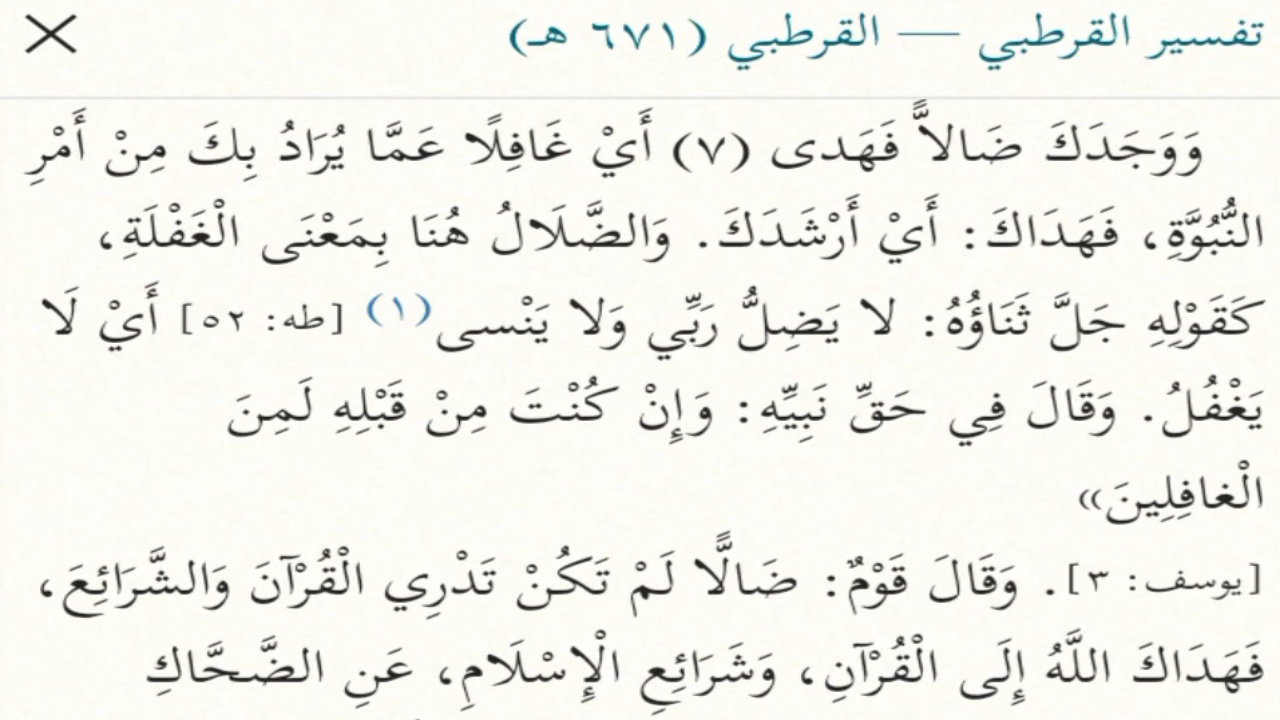 تفسير القرطبي — القرطبي (٦٧١ هـ)
وَوَجَدَكَ ضَالاًّ فَهَدى (٧) أَيْ غَافِلًا عَمَّا يُرَادُ بِكَ مِنْ أَمْرِ
النُّبُوَّةِ، فَهَدَاكَ: أَيْ أَرْشَدَكَ. وَالضَّلَالُ هُنَا بِمَعْنَى الْغَفْلَةِ،
كَقَوْلِهِ جَلَّ ثَنَاؤُهُ: لا يَضِلُّ رَبِّي وَلا يَنْسى(١) [طه: ٥٢] أَيْ لَا
يَغْفُلُ. وَقَالَ فِي حَقِّ نَبِيِّهِ: وَإِنْ كُنْتَ مِنْ قَبْلِهِ لَمِنَ
الْغافِلِينَ»
[يوسف: ٣]. وَقَالَ قَوْمٌ: ضَالًّا لَمْ تَكُنْ تَدْرِي الْقُرْآنَ وَالشَّرَائِعَ،
فَهَدَاكَ اللَّهُ إِلَى الْقُرْآنِ، وَشَرَائِعِ الْإِسْلَامِ، عَنِ الضَّحَّاكِ